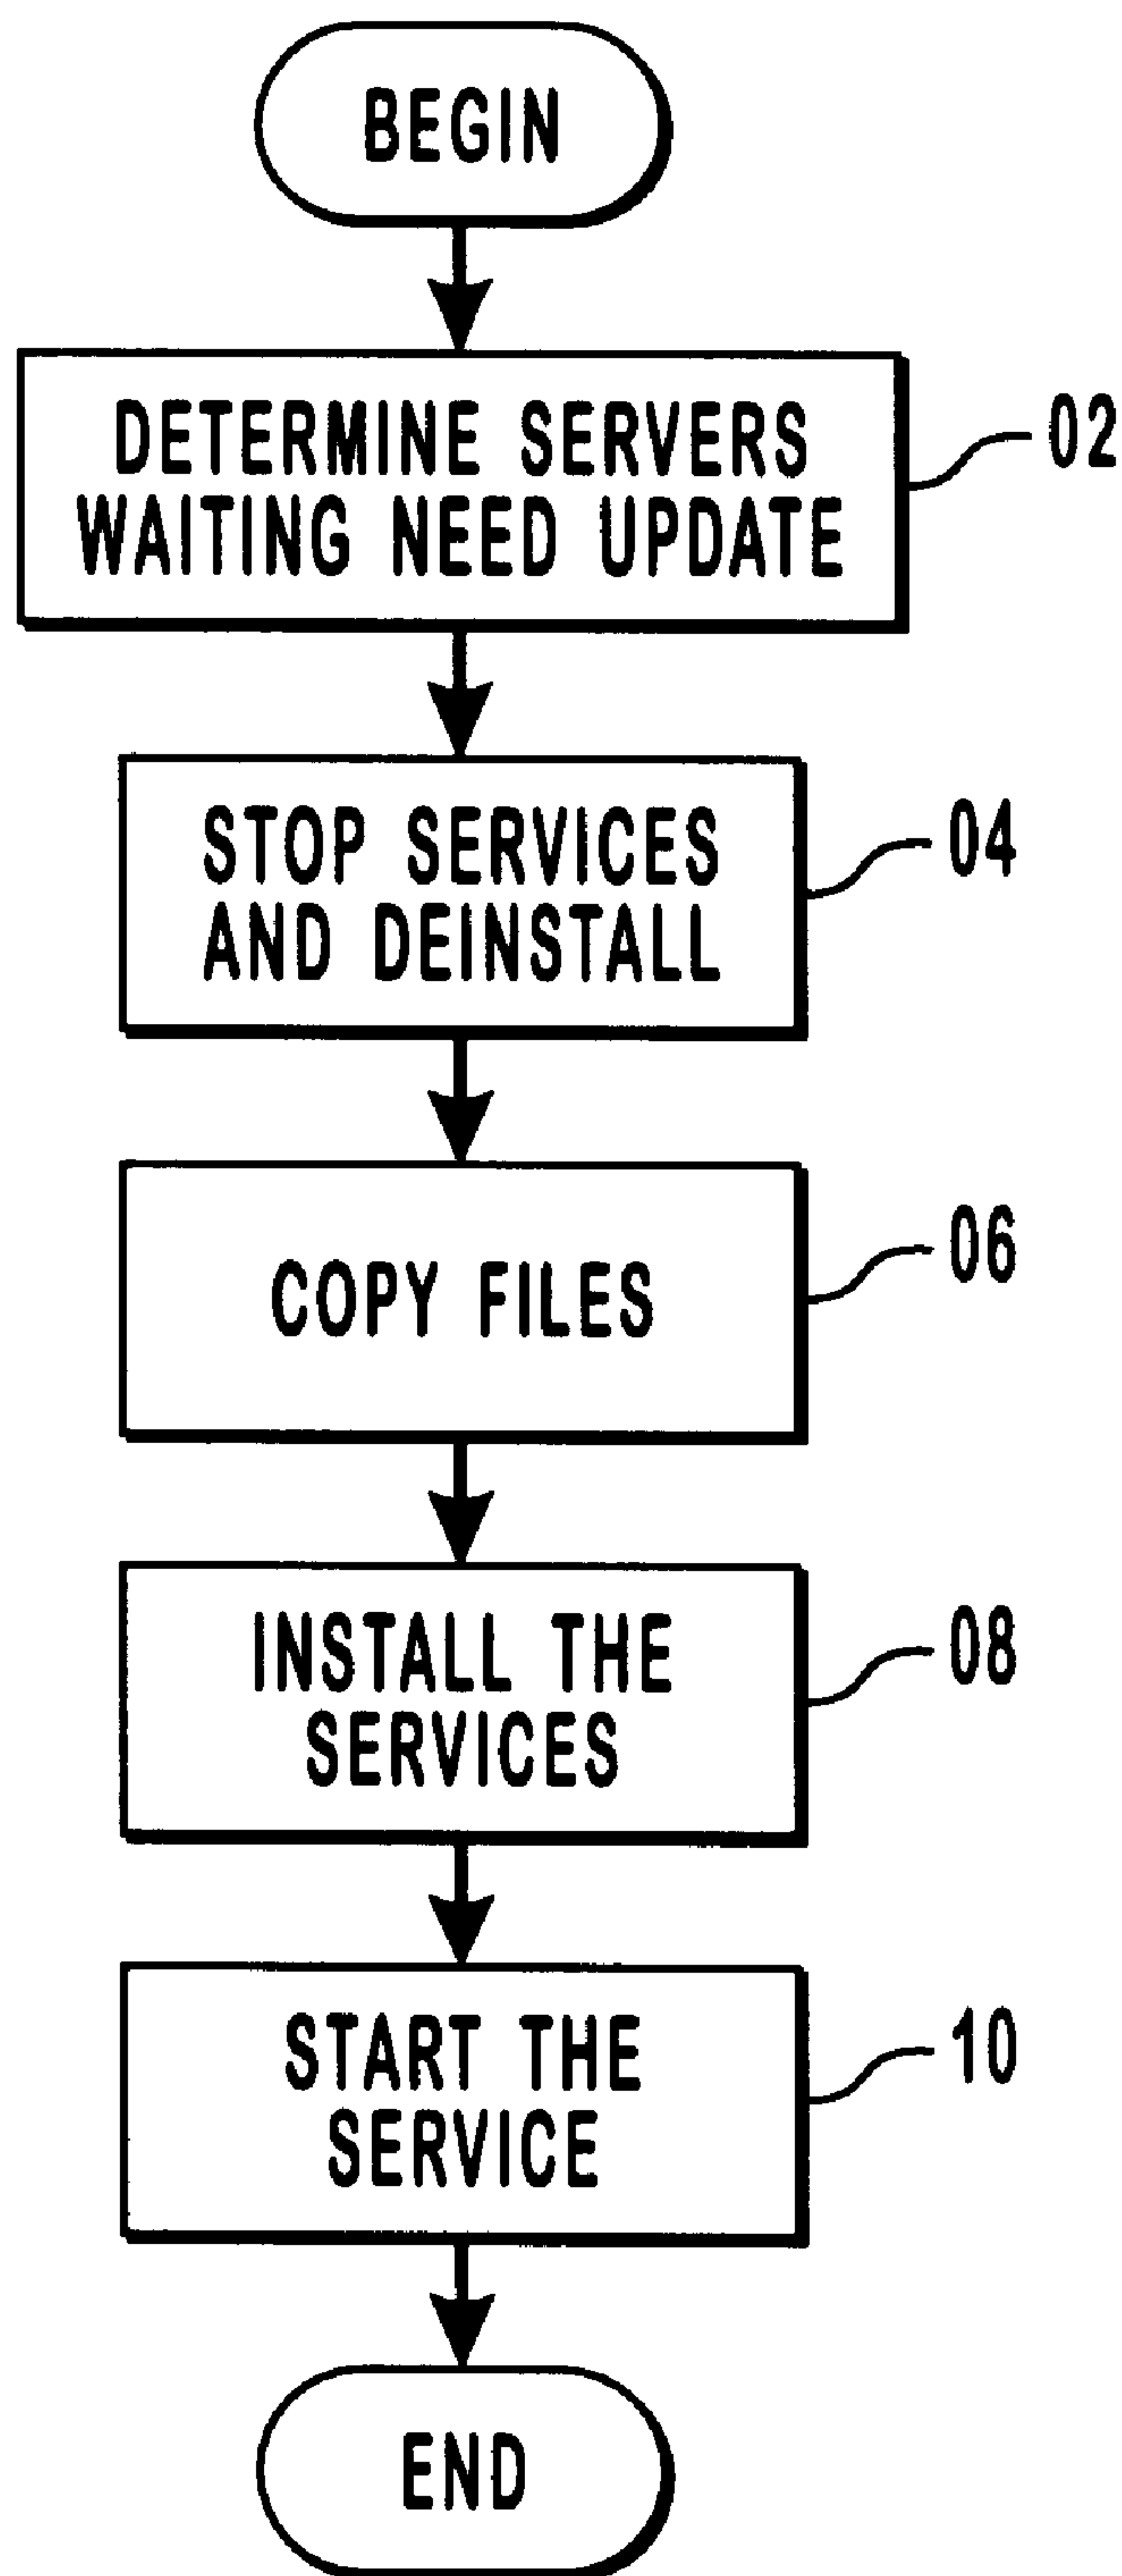 BEGIN
DETERMINE SERVERS
WAITING NEED UPDATE
02
STOP SERVICES
AND DEINSTALL
04
COPY FILES
06
INSTALL THE
SERVICES
08
START THE
SERVICE
10
END